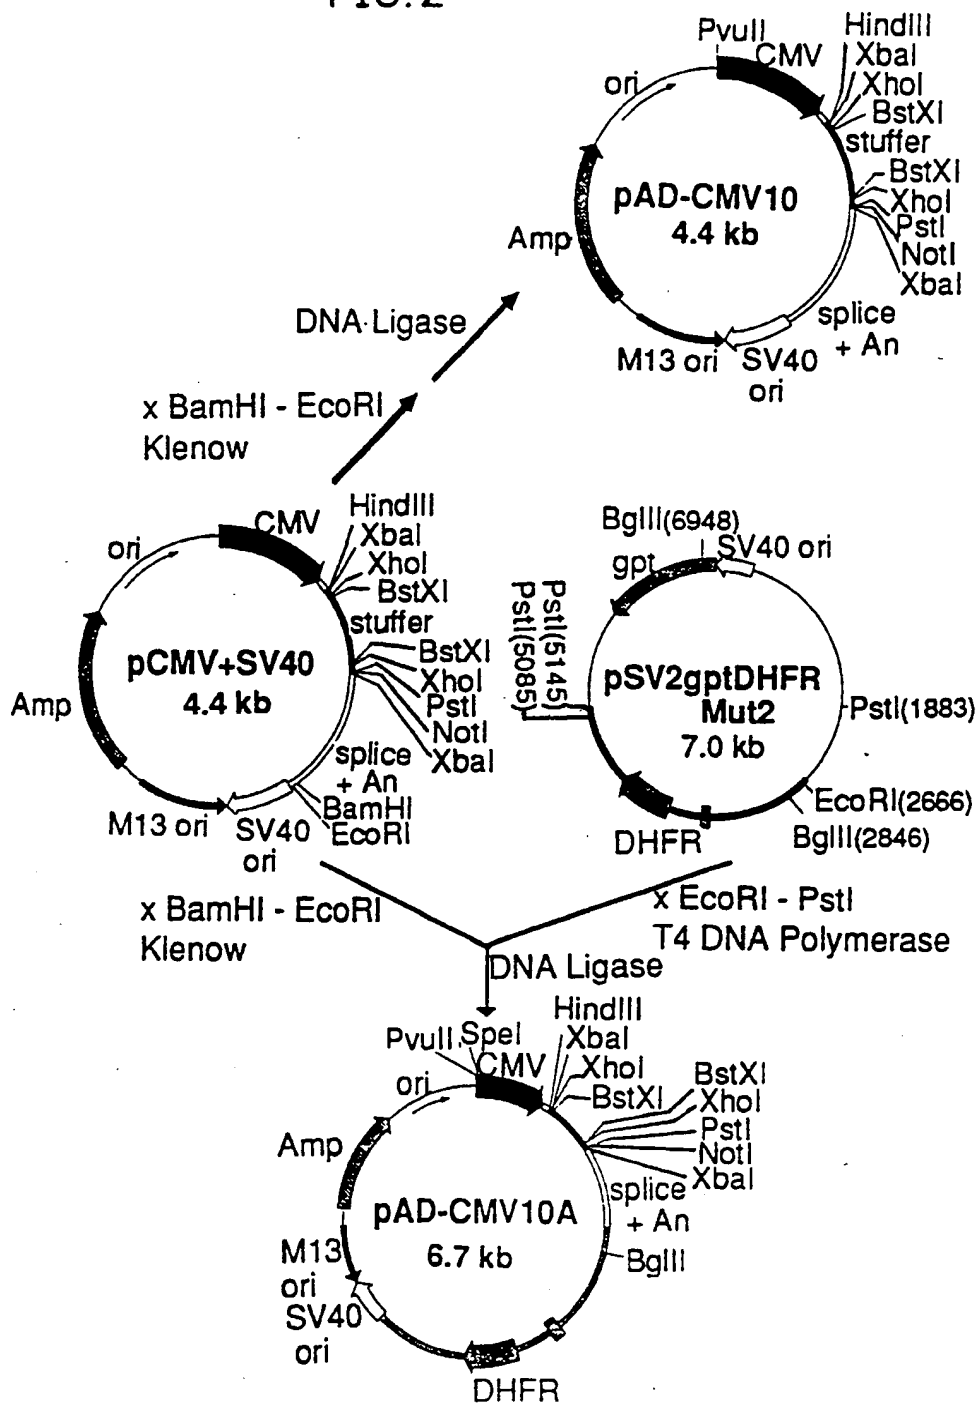 FIG.2
PvuII
CMV
HindIII
XbaI
XhoI
BstXI
stuffer
BstXI
XhoI
PstI
NotI
XbaI
splice
+ An
SV40
ori
M13 ori
Amp
ori
pAD-CMV10
4.4 kb
DNA Ligase
x BamHI - EcoRI
Klenow
CMV
HindIII
XbaI
XhoI
BstXI
stuffer
BstXI
XhoI
PstI
NotI
XbaI
splice
+ An
BamHI
EcoRI
SV40
ori
M13 ori
Amp
ori
pCMV+SV40
4.4 kb
BglII(6948)
SV40 ori
gpt
PstI(5145)
PstI(5085)
pSV2gptDHFR
Mut2
7.0 kb
PstI(1883)
EcoRI(2666)
BglII(2846)
DHFR
x BamHI - EcoRI
Klenow
x EcoRI - PstI
T4 DNA Polymerase
DNA Ligase
PvuII
SpeI
CMV
HindIII
XbaI
XhoI
BstXI
BstXI
XhoI
PstI
NotI
XbaI
splice
+ An
BglII
DHFR
SV40
ori
M13
ori
Amp
ori
pAD-CMV10A
6.7 kb